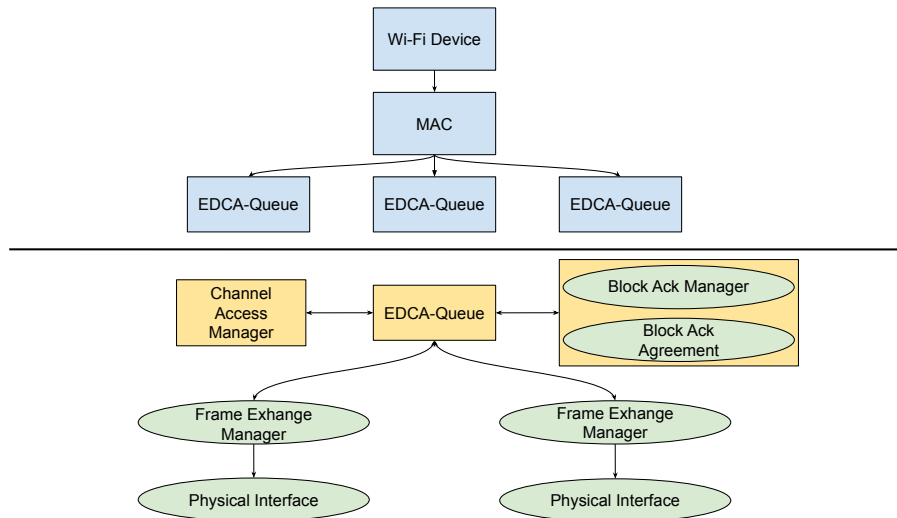 Wi-Fi Device
MAC
EDCA-Queue
EDCA-Queue
EDCA-Queue
Channel
Access
Manager
EDCA-Queue
Block Ack Manager
Block Ack
Agreement
Frame Exhange
Manager
Frame Exhange
Manager
Physical Interface
Physical Interface